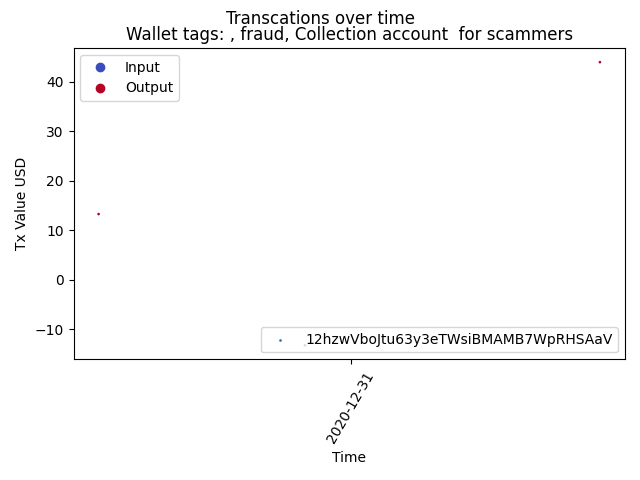 Transcations over time
Wallet tags: , fraud, Collection account  for scammers
Input
Output
40
30
20
10
0
−10
Tx Value USD
12hzwVboJtu63y3eTWsiBMAMB7WpRHSAaV
2020-12-31
Time